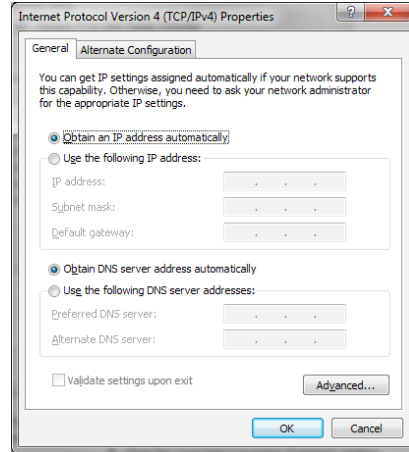 Internet Protocol Version 4 (TCP/IPv4) Properties
General
Alternate Configuration
You can get IP settings assigned automatically if your network supports
this capability. Otherwise, you need to ask your network administrator
for the appropriate IP settings.
Obtain an IP address automatically
Use the following IP address:
IP address:
Subnet mask:
Default gateway:
Obtain DNS server address automatically
Use the following DNS server addresses:
Preferred DNS server:
Alternate DNS server:
Validate settings upon exit
Advanced...
OK
Cancel